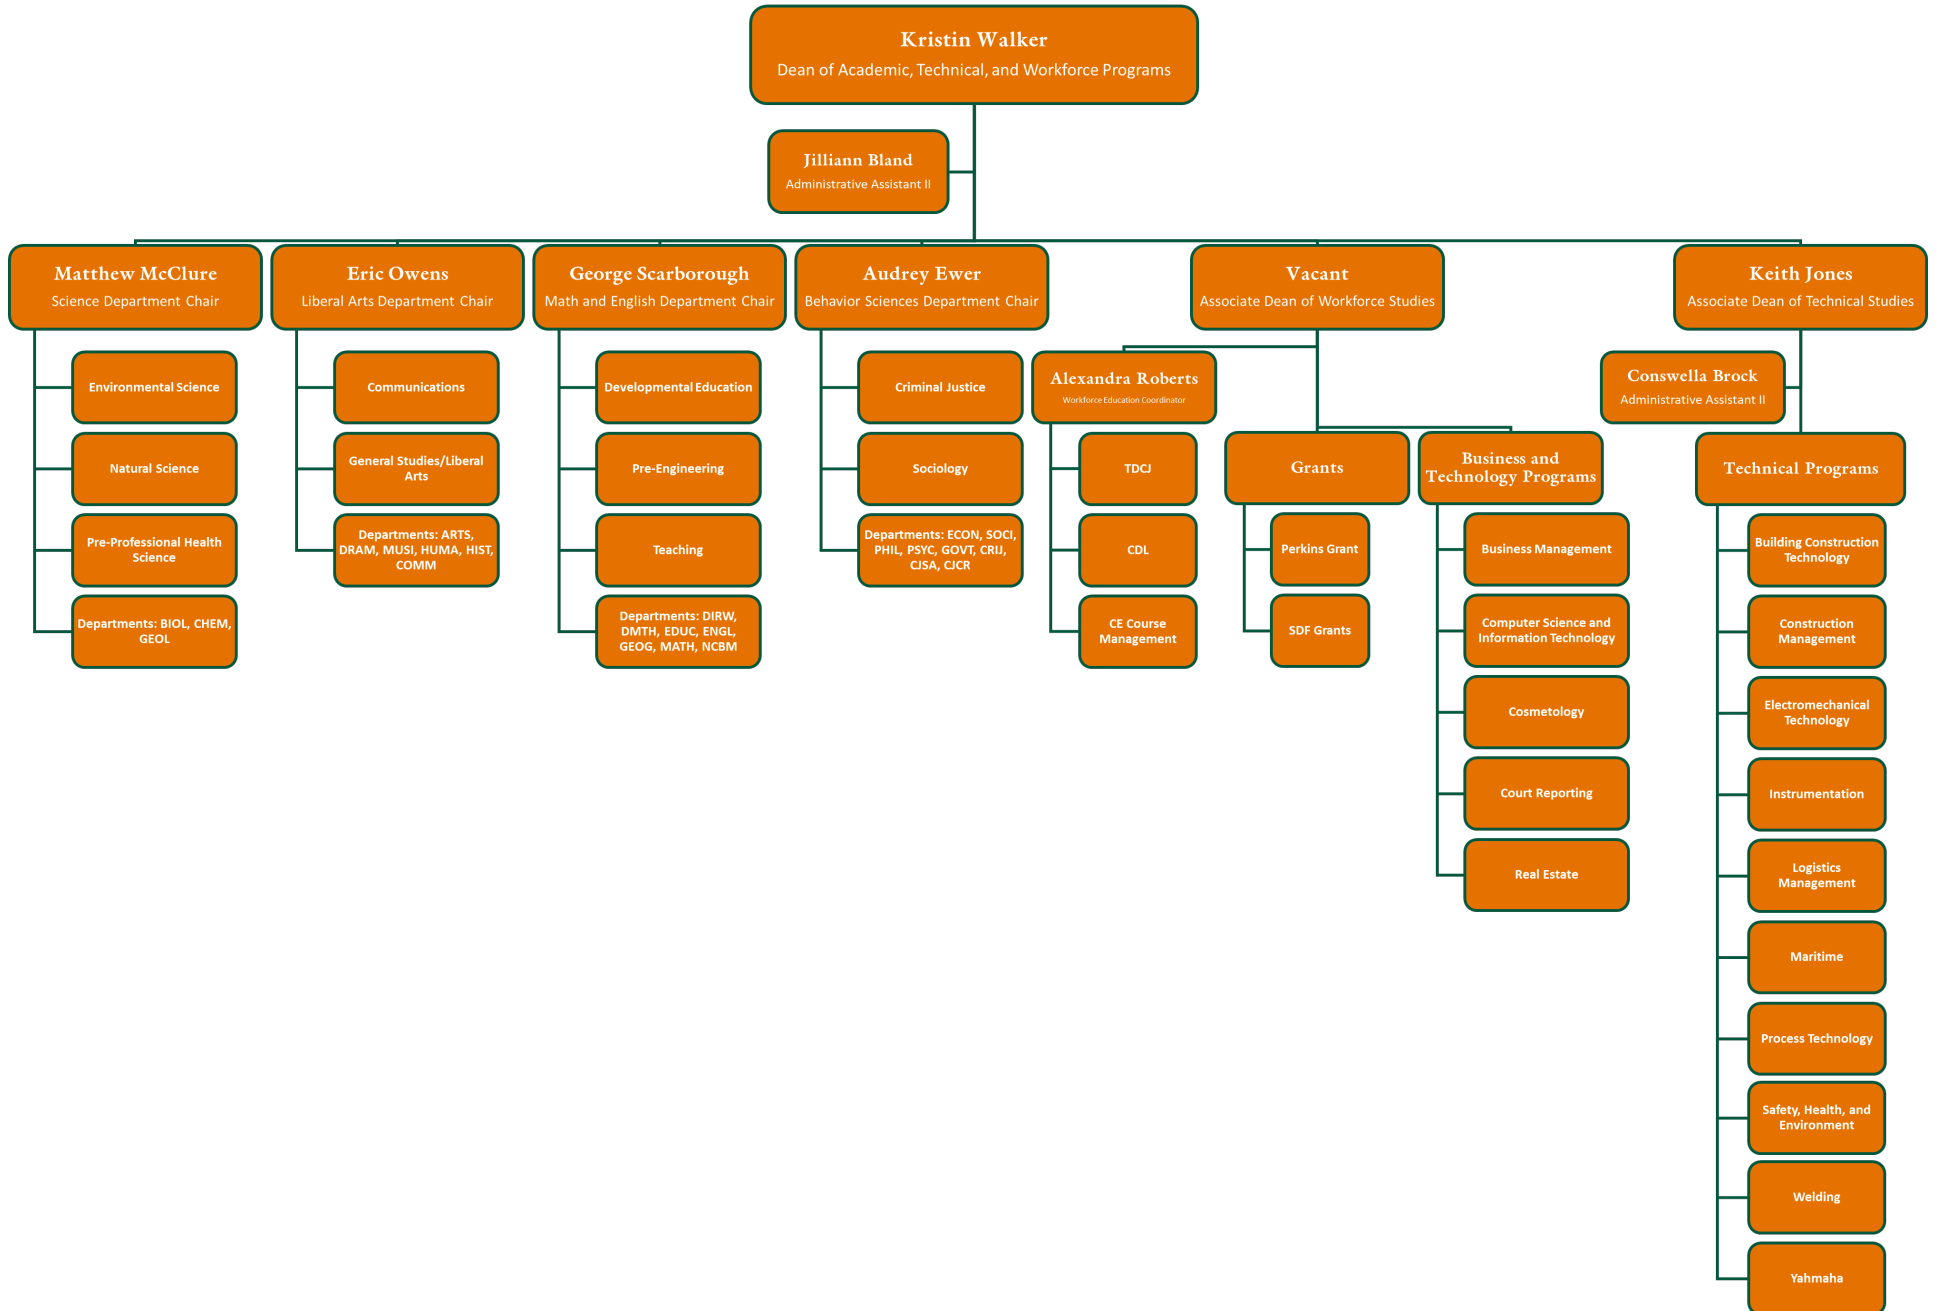 Kristin Walker
Dean of Academic, Technical, and Workforce Programs
Jilliann Bland
Administrative Assistant II
Matthew McClure
Science Department Chair
Environmental Science
Natural Science
Pre-Professional Health
Science
Departments: BIOL, CHEM,
GEOL
Eric Owens
Liberal Arts Department Chair
Communications
General Studies/Liberal
Arts
Departments: ARTS,
DRAM, MUSI, HUMA, HIST,
COMM
George Scarborough
Math and English Department Chair
Developmental Education
Pre-Engineering
Teaching
Departments: DIRW,
DMTH, EDUC, ENGL,
GEOG, MATH, NCBM
Audrey Ewer
Behavior Sciences Department Chair
Criminal Justice
Sociology
Departments: ECON, SOCI,
PHIL, PSYC, GOVT, CRIJ,
CJSA, CJCR
Vacant
Associate Dean of Workforce Studies
Alexandra Roberts
Workforce Education Coordinator
TDCJ
CDL
CE Course
Management
Grants
Perkins Grant
SDF Grants
Business and
Technology Programs
Business Management
Computer Science and
Information Technology
Cosmetology
Court Reporting
Real Estate
Keith Jones
Associate Dean of Technical Studies
Conswella Brock
Administrative Assistant II
Technical Programs
Building Construction
Technology
Construction
Management
Electromechanical
Technology
Instrumentation
Logistics
Management
Maritime
Process Technology
Safety, Health, and
Environment
Welding
Yahmaha